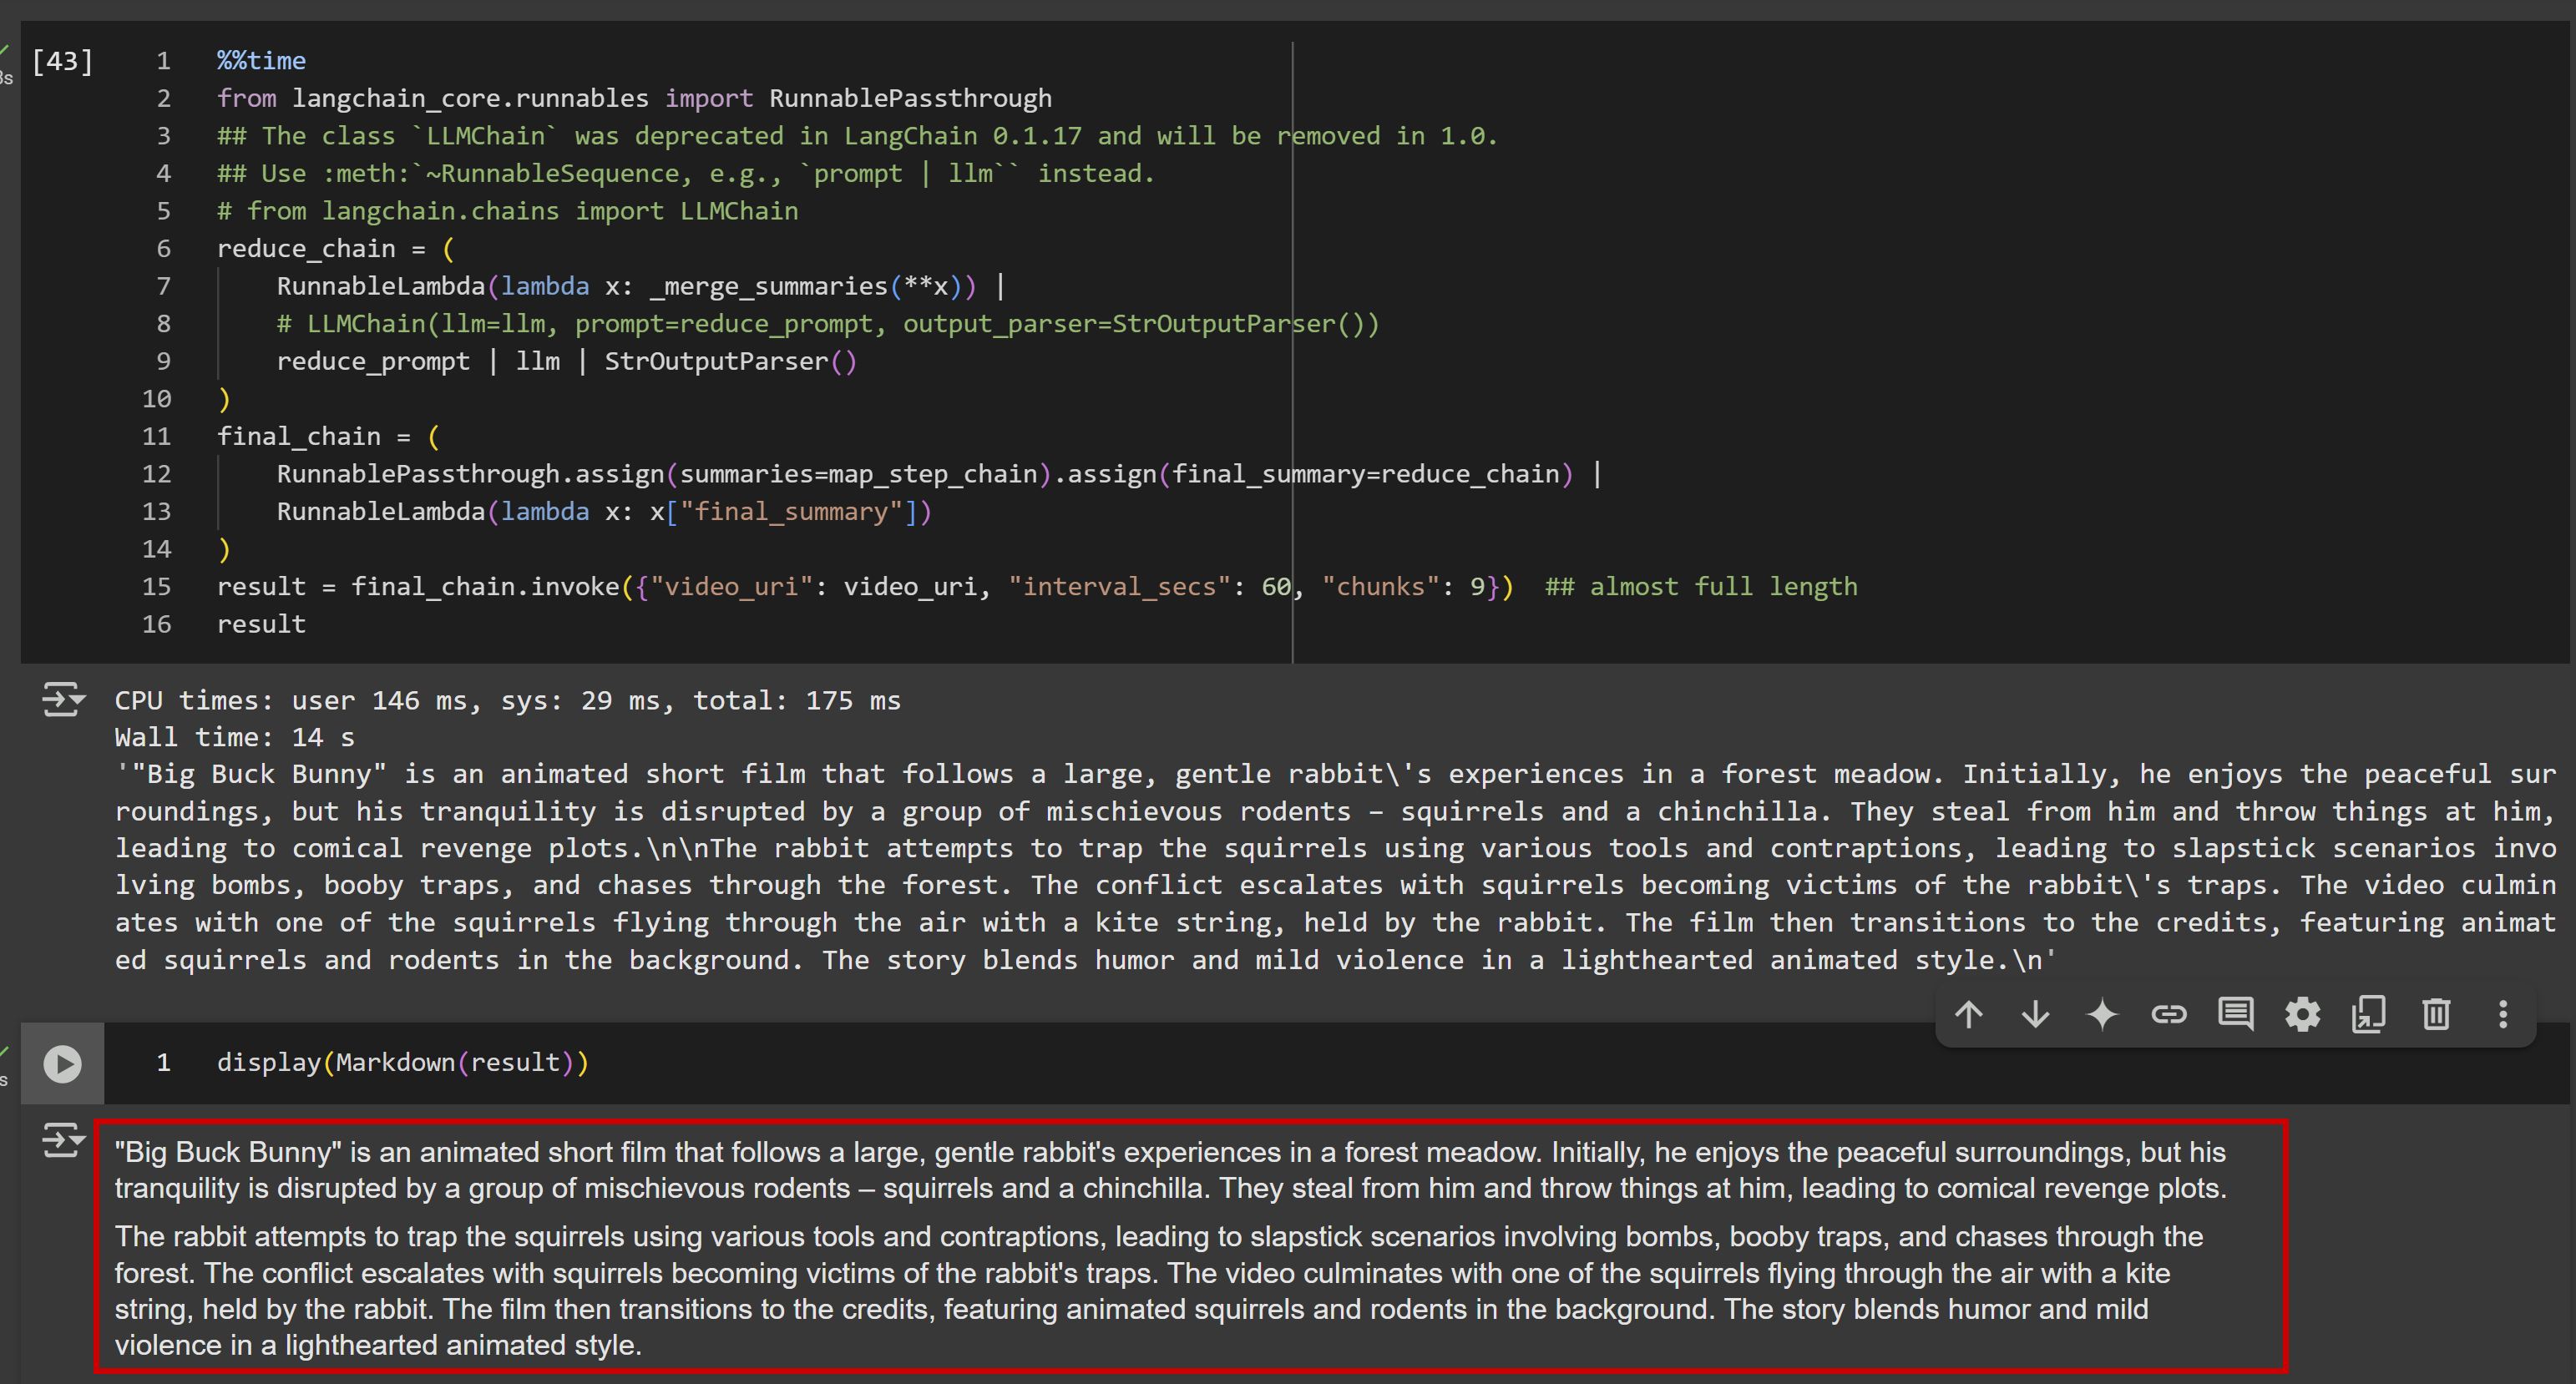 [43]
3s
1 %%time
2 from langchain_core.runnables import RunnablePassthrough
3 ## The class `LLMChain` was deprecated in LangChain 0.1.17 and will be removed in 1.0.
4 ## Use :meth:`~RunnableSequence, e.g., `prompt | llm`` instead.
5 # from langchain.chains import LLMChain
6 reduce_chain = (
7     RunnableLambda(lambda x: _merge_summaries(**x)) |
8     # LLMChain(llm=llm, prompt=reduce_prompt, output_parser=StrOutputParser())
9     reduce_prompt | llm | StrOutputParser()
10 )
11 final_chain = (
12     RunnablePassthrough.assign(summaries=map_step_chain).assign(final_summary=reduce_chain) |
13     RunnableLambda(lambda x: x["final_summary"])
14 )
15 result = final_chain.invoke({"video_uri": video_uri, "interval_secs": 60, "chunks": 9})  ## almost full length
16 result
CPU times: user 146 ms, sys: 29 ms, total: 175 ms
Wall time: 14 s
'"Big Buck Bunny" is an animated short film that follows a large, gentle rabbit\'s experiences in a forest meadow. Initially, he enjoys the peaceful sur
roundings, but his tranquility is disrupted by a group of mischievous rodents – squirrels and a chinchilla. They steal from him and throw things at him,
leading to comical revenge plots.\n\nThe rabbit attempts to trap the squirrels using various tools and contraptions, leading to slapstick scenarios invo
lving bombs, booby traps, and chases through the forest. The conflict escalates with squirrels becoming victims of the rabbit\'s traps. The video culmin
ates with one of the squirrels flying through the air with a kite string, held by the rabbit. The film then transitions to the credits, featuring animat
ed squirrels and rodents in the background. The story blends humor and mild violence in a lighthearted animated style.\n'
s
1 display(Markdown(result))
"Big Buck Bunny" is an animated short film that follows a large, gentle rabbit's experiences in a forest meadow. Initially, he enjoys the peaceful surroundings, but his
tranquility is disrupted by a group of mischievous rodents – squirrels and a chinchilla. They steal from him and throw things at him, leading to comical revenge plots.
The rabbit attempts to trap the squirrels using various tools and contraptions, leading to slapstick scenarios involving bombs, booby traps, and chases through the
forest. The conflict escalates with squirrels becoming victims of the rabbit's traps. The video culminates with one of the squirrels flying through the air with a kite
string, held by the rabbit. The film then transitions to the credits, featuring animated squirrels and rodents in the background. The story blends humor and mild
violence in a lighthearted animated style.